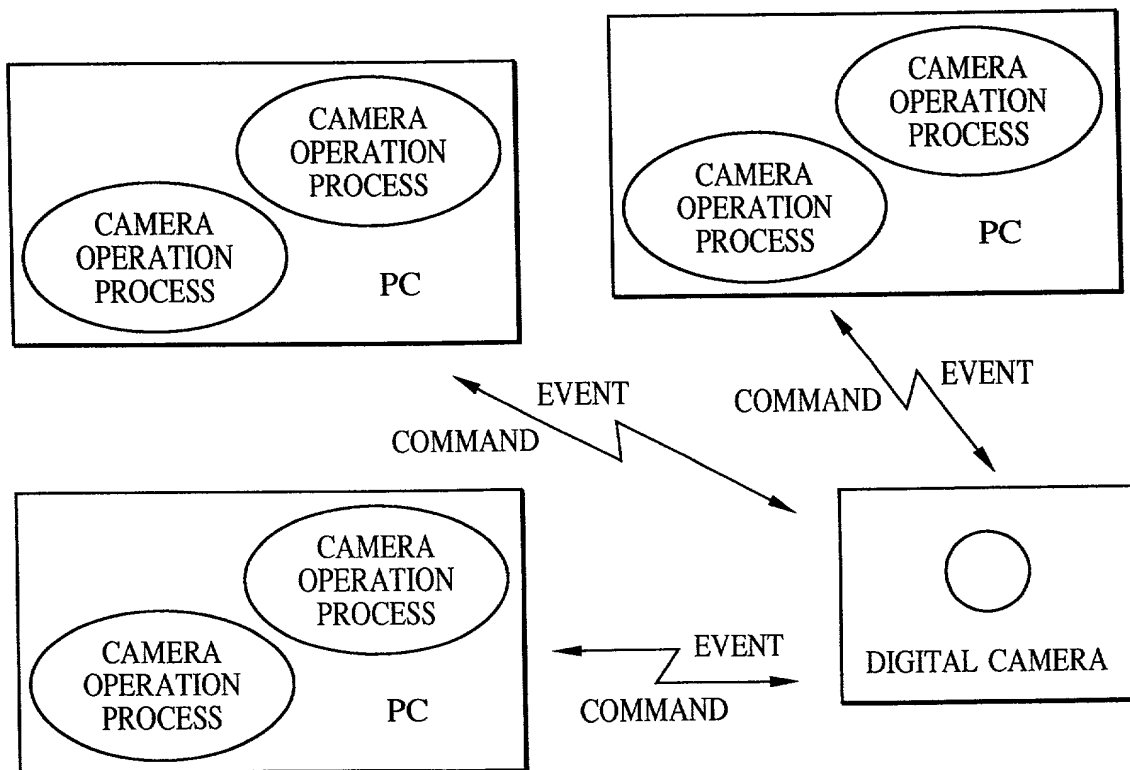 CAMERA
OPERATION
PROCESS
CAMERA
OPERATION
PROCESS
PC
CAMERA
OPERATION
PROCESS
CAMERA
OPERATION
PROCESS
PC
EVENT
COMMAND
EVENT
COMMAND
CAMERA
OPERATION
PROCESS
CAMERA
OPERATION
PROCESS
PC
EVENT
COMMAND
DIGITAL CAMERA